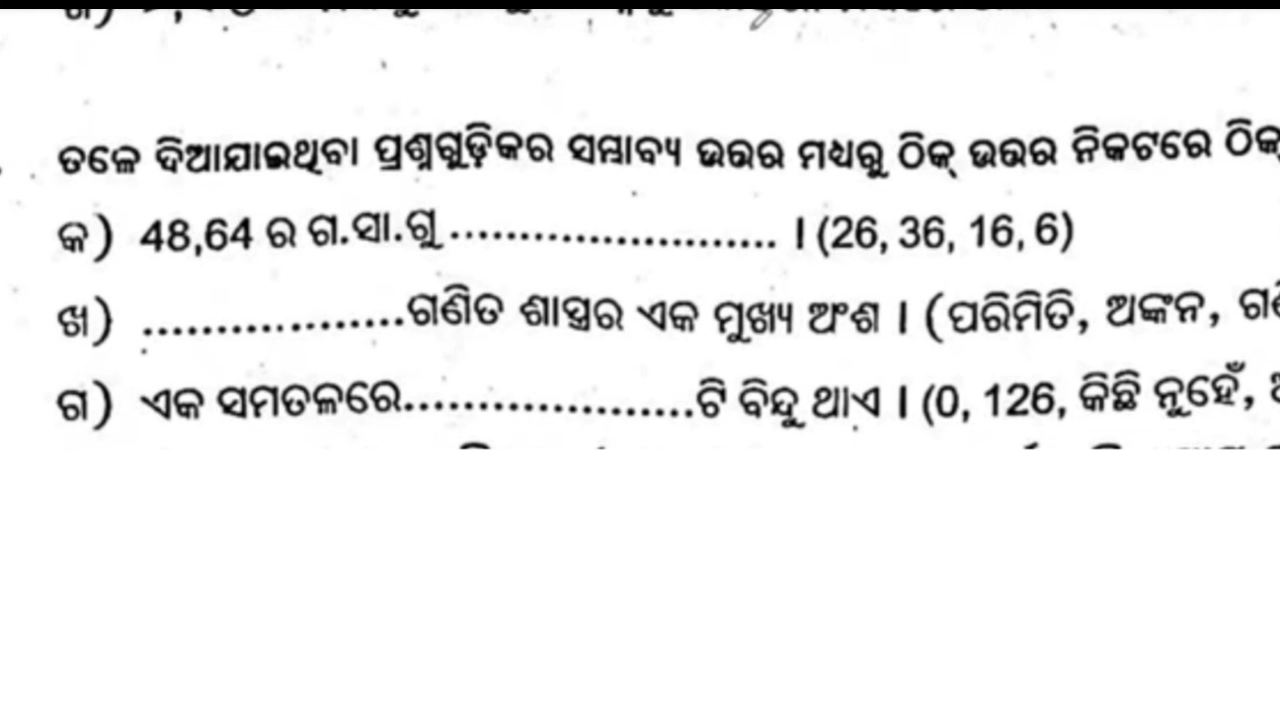 ତଳେ ଦିଆଯାଇଥିବା ପ୍ରଶ୍ନଗୁଡ଼ିକର ସମ୍ଭାବ୍ୟ ଉତ୍ତର ମଧ୍ୟରୁ ଠିକ୍ ଉତ୍ତର ନିକଟରେ
କ) 48,64 ର ଗ.ସା.ଗୁ ........................ । (26, 36, 16, 6)
ଖ) ..................ଗଣିତ ଶାସ୍ତ୍ରର ଏକ ମୁଖ୍ୟ ଅଂଶ । (ପରିମିତି, ଅଙ୍କନ,
ଗ) ଏକ ସମତଳରେ....................ଟି ବିନ୍ଦୁ ଥାଏ । (0, 126, କିଛି ନୁହେଁ,